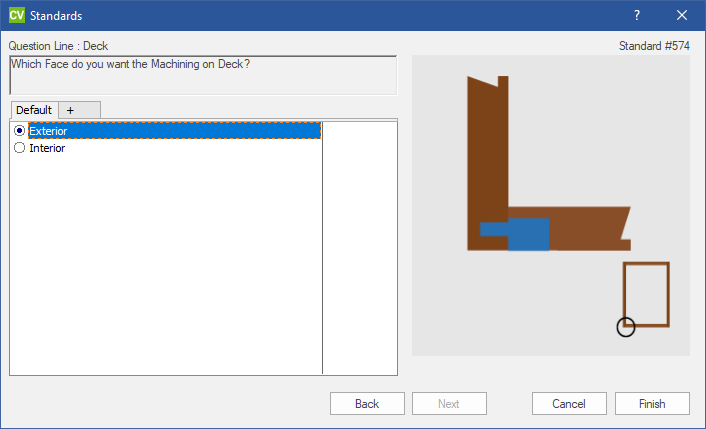 CV Standards ?
Question Line : Deck Standard #574
Which Face do you want the Machining on Deck?
Default +
Exterior
Interior
Back Next Cancel Finish